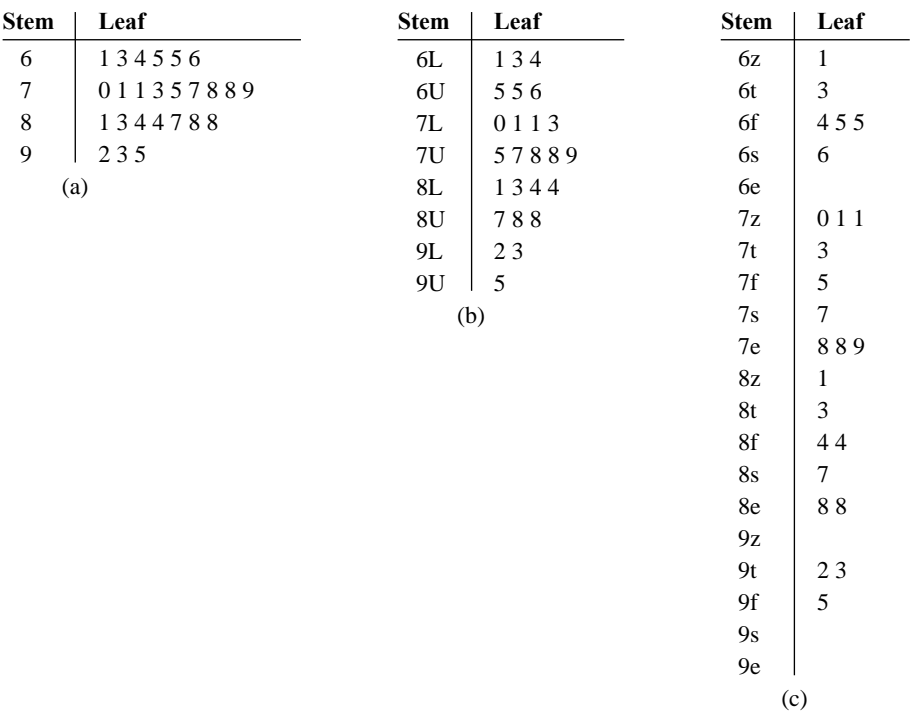 Stem Leaf
6 1 3 4 5 5 6
7 0 1 1 3 5 7 8 8 9
8 1 3 4 4 7 8 8
9 2 3 5
(a)
Stem Leaf
6L 1 3 4
6U 5 5 6
7L 0 1 1 3
7U 5 7 8 8 9
8L 1 3 4 4
8U 7 8 8
9L 2 3
9U 5
(b)
Stem Leaf
6z 1
6t 3
6f 4 5 5
6s 6
6e
7z 0 1 1
7t 3
7f 5
7s 7
7e 8 8 9
8z 1
8t 3
8f 4 4
8s 7
8e 8 8
9z
9t 2 3
9f 5
9s
9e
(c)